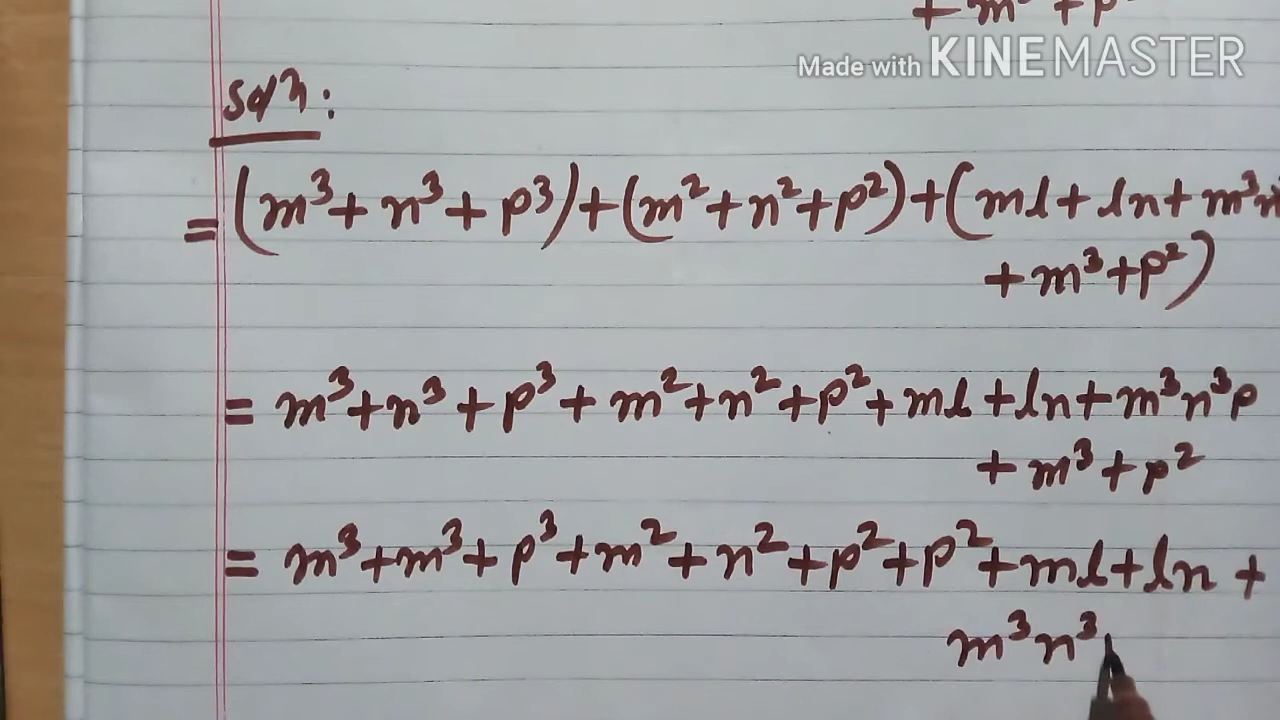 + m + p
Made with KINEMASTER
Soln:
= (m³ + n³ + p³) + (m² + n² + p²) + (ml + ln + m³n
+ m³ + p²)
= m³ + n³ + p³ + m² + n² + p² + ml + ln + m³n³p
+ m³ + p²
= m³ + m³ + p³ + m² + n² + p² + p² + ml + ln +
m³n³